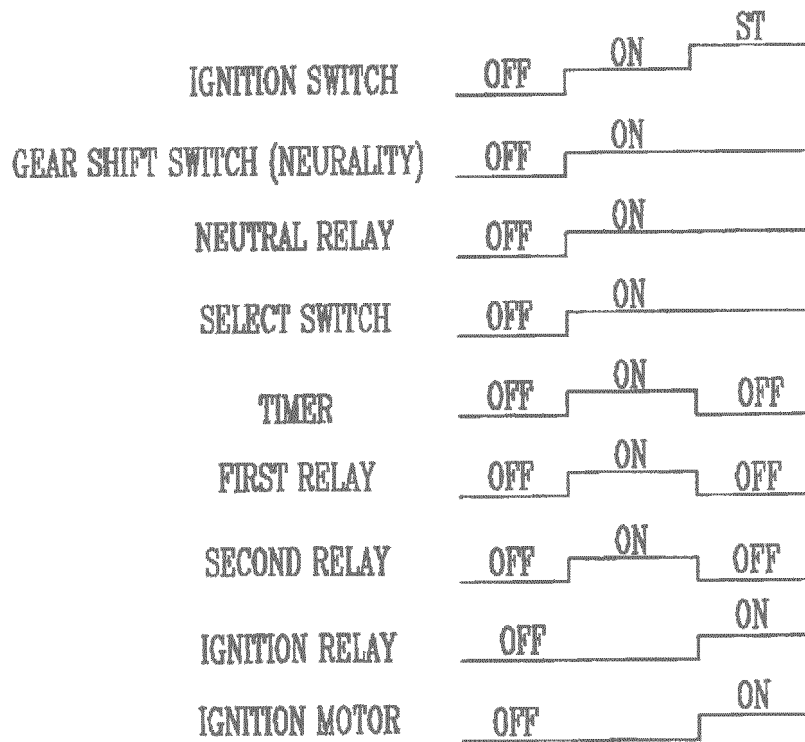 ST
IGNITION SWITCH OFF ON
GEAR SHIFT SWITCH (NEURALITY) OFF ON
NEUTRAL RELAY OFF ON
SELECT SWITCH OFF ON
TIMER OFF ON OFF
FIRST RELAY OFF ON OFF
SECOND RELAY OFF ON OFF
IGNITION RELAY OFF ON
IGNITION MOTOR OFF ON